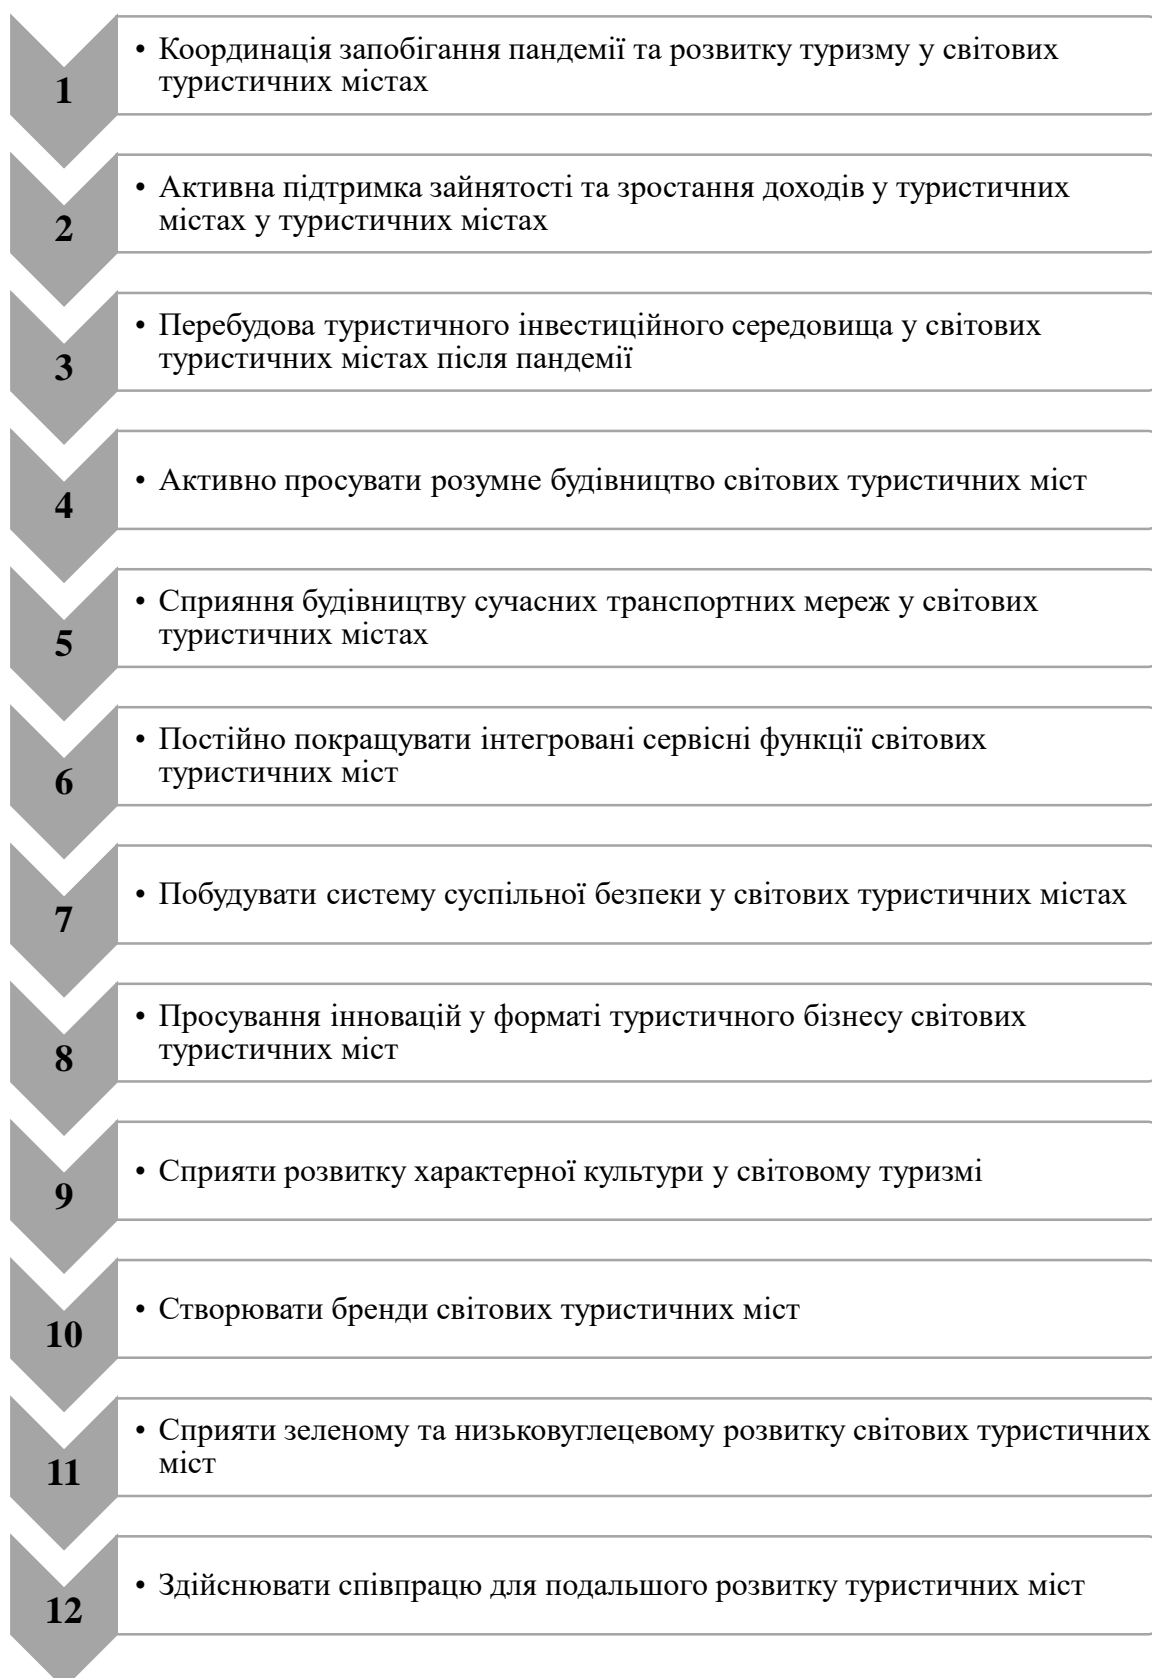 1
• Координація запобігання пандемії та розвитку туризму у світових
туристичних містах
2
• Активна підтримка зайнятості та зростання доходів у туристичних
містах у туристичних містах
3
• Перебудова туристичного інвестиційного середовища у світових
туристичних містах після пандемії
4
• Активно просувати розумне будівництво світових туристичних міст
5
• Сприяння будівництву сучасних транспортних мереж у світових
туристичних містах
6
• Постійно покращувати інтегровані сервісні функції світових
туристичних міст
7
• Побудувати систему суспільної безпеки у світових туристичних містах
8
• Просування інновацій у форматі туристичного бізнесу світових
туристичних міст
9
• Сприяти розвитку характерної культури у світовому туризмі
10
• Створювати бренди світових туристичних міст
11
• Сприяти зеленому та низьковуглецевому розвитку світових туристичних
міст
12
• Здійснювати співпрацю для подальшого розвитку туристичних міст